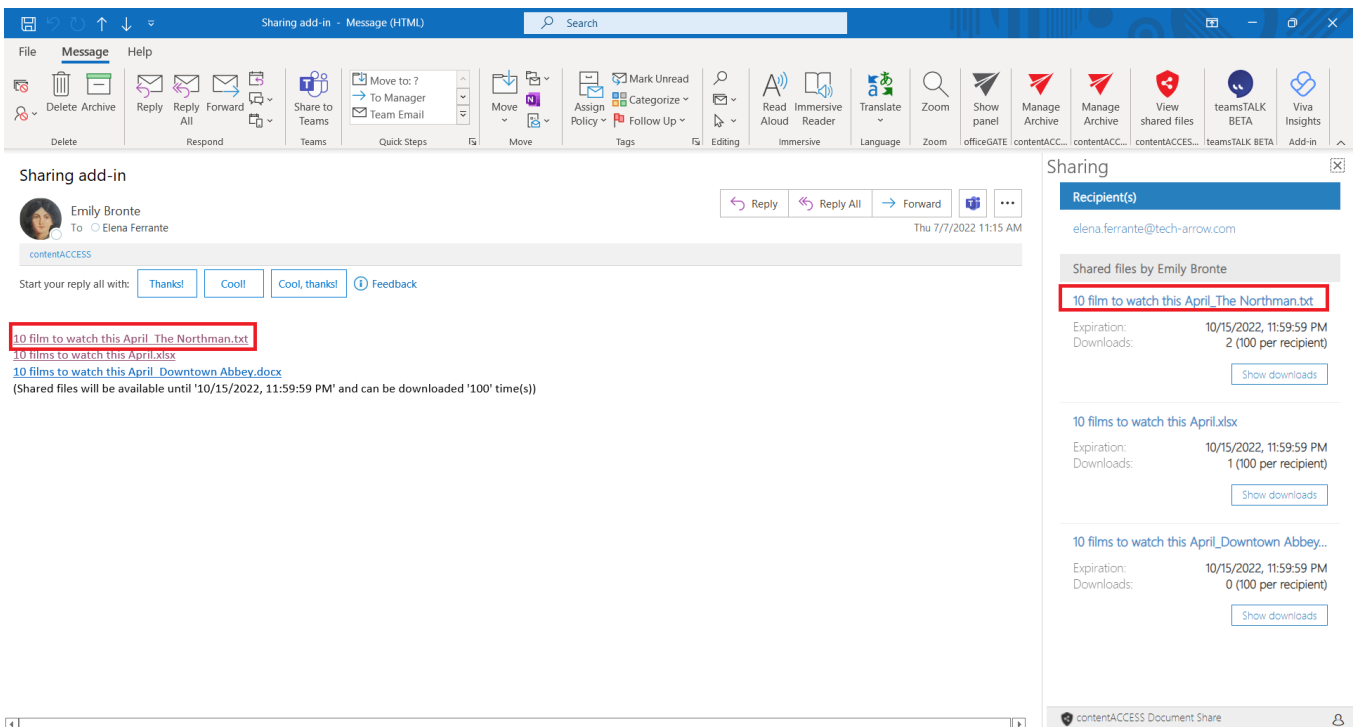 Sharing add-in - Message (HTML)
Search
File Message Help
Delete Archive
Reply Reply All Forward
Share to Teams
Move to: ?
To Manager
Team Email
Move
Assign Policy
Mark Unread
Categorize
Follow Up
Read Aloud
Immersive Reader
Translate
Zoom
Show panel
Manage Archive
Manage Archive
View shared files
teamsTALK BETA
Viva Insights
Delete Respond Teams Quick Steps Move Tags Editing Immersive Language Zoom officeGATE contentACC... contentACC... contentACCES... teamsTALK BETA Add-in
Sharing add-in
Emily Bronte
To Elena Ferrante
Reply Reply All Forward
Thu 7/7/2022 11:15 AM
contentACCESS
Start your reply all with: Thanks! Cool! Cool, thanks! Feedback
10 film to watch this April_The Northman.txt
10 films to watch this April.xlsx
10 films to watch this April_Downtown Abbey.docx
(Shared files will be available until '10/15/2022, 11:59:59 PM' and can be downloaded '100' time(s))
Sharing
Recipient(s)
elena.ferrante@tech-arrow.com
Shared files by Emily Bronte
10 film to watch this April_The Northman.txt
Expiration: 10/15/2022, 11:59:59 PM
Downloads: 2 (100 per recipient)
Show downloads
10 films to watch this April.xlsx
Expiration: 10/15/2022, 11:59:59 PM
Downloads: 1 (100 per recipient)
Show downloads
10 films to watch this April_Downtown Abbey...
Expiration: 10/15/2022, 11:59:59 PM
Downloads: 0 (100 per recipient)
Show downloads
contentACCESS Document Share